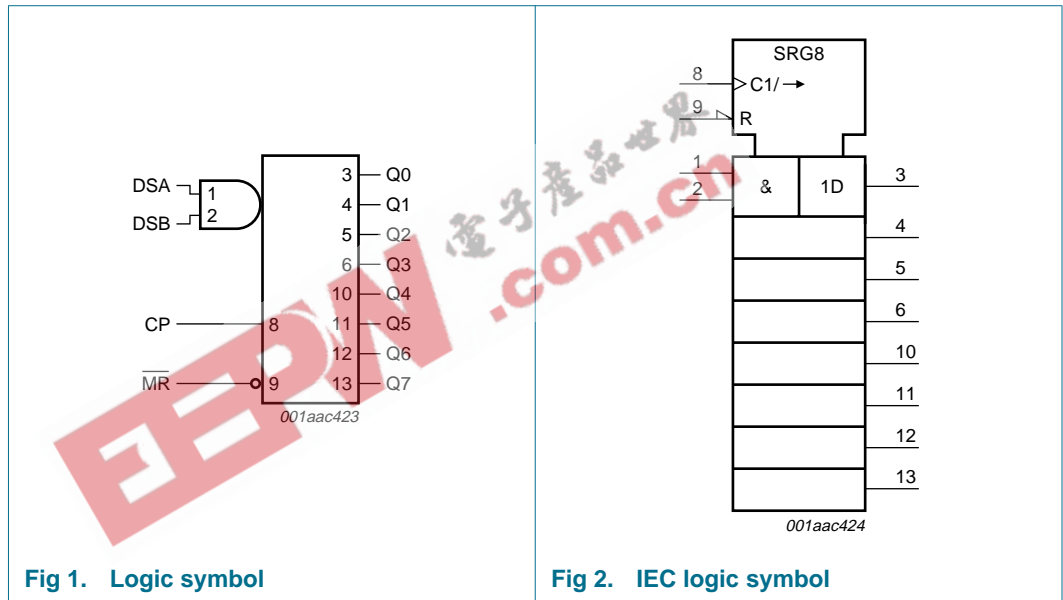 DSA
1
DSB
2
CP
8
MR
9
3
Q0
4
Q1
5
Q2
6
Q3
10
Q4
11
Q5
12
Q6
13
Q7
001aac423
Fig 1. Logic symbol
SRG8
8
C1/→
9
R
1
2
&
1D
3
4
5
6
10
11
12
13
001aac424
Fig 2. IEC logic symbol
EEPW
.com.cn
電子産品世界